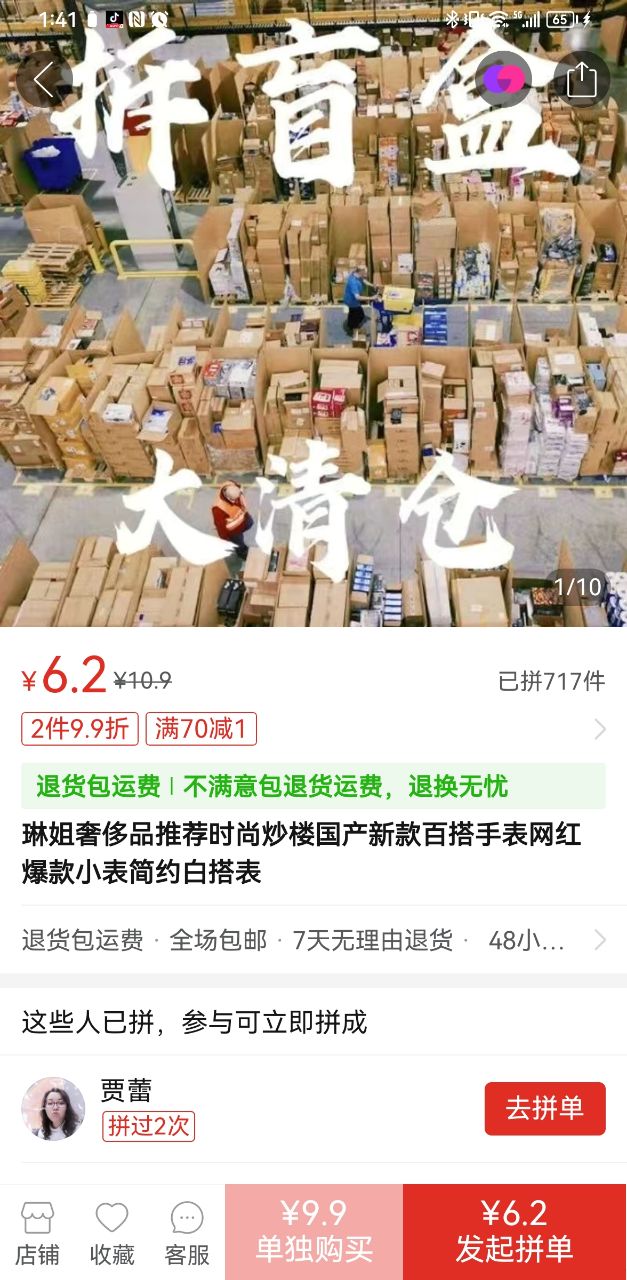 1:41
5G
65
拆盲盒
大清仓
1/10
¥6.2 ¥10.9
已拼717件
2件9.9折 满70减1
退货包运费 | 不满意包退货运费，退换无忧
琳姐奢侈品推荐时尚炒楼国产新款百搭手表网红
爆款小表简约白搭表
退货包运费 · 全场包邮 · 7天无理由退货 · 48小...
这些人已拼，参与可立即拼成
贾蕾
拼过2次
去拼单
店铺
收藏
客服
¥9.9
单独购买
¥6.2
发起拼单